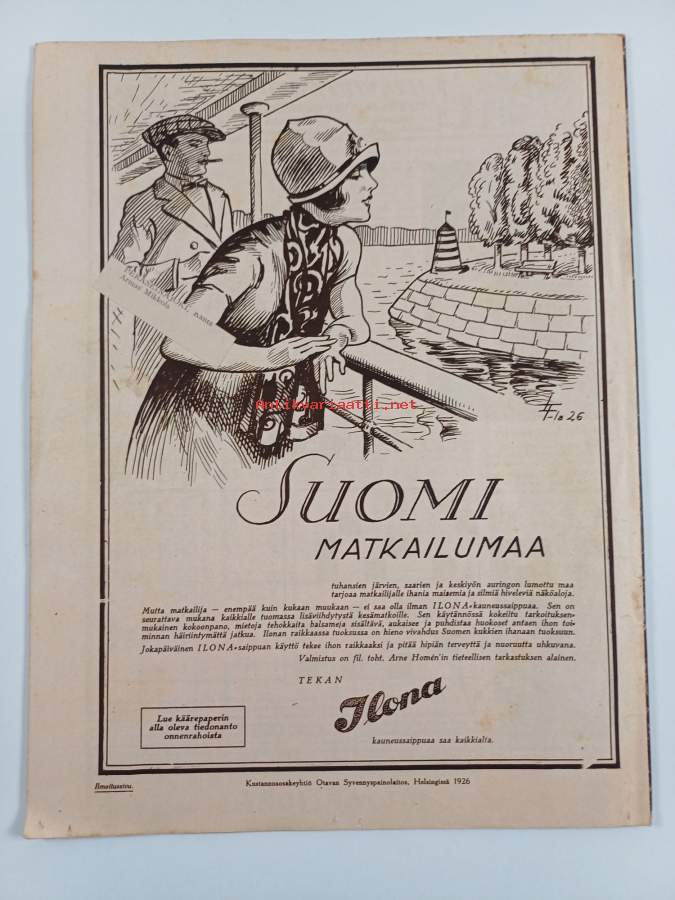 Arman Mikkola
Antikvariaatti.net
26
SUOMI
MATKAILUMAA
tuhansien järvien, saarien ja keskiyön auringon lumottu maa
tarjoaa matkailijalle ihania maisemia ja silmiä hiveleviä näköaloja.
Mutta matkailija — enempää kuin kukaan muukaan — ei saa olla ilman ILONA-kauneussaippuaa. Sen on
seurattava mukana kaikkialle tuomassa lisäviihdytystä kesämatkoille. Sen käytännössä kokeiltu tarkoituksen-
mukainen kokoonpano, mietoja tehokkaita balsameja sisältävä, aukaisee ja puhdistaa huokoset antaen ihon toi-
minnan häiriintymättä jatkua. Ilonan raikkaassa tuoksussa on hieno vivahdus Suomen kukkien ihanaan tuoksuun.
Jokapäiväinen ILONA-saippuan käyttö tekee ihon raikkaaksi ja pitää hipiän terveyttä ja nuoruutta uhkuvana.
Valmistus on fil. toht. Arne Homén'in tieteellisen tarkastuksen alainen.
TEKAN
Ilona
kauneussaippuaa saa kaikkialta.
Lue käärepaperin
alla oleva tiedonanto
onnenrahoista
Ilmoitussivu.
Kustannusosakeyhtiö Otavan Syvennyspainolaitos, Helsingissä 1926